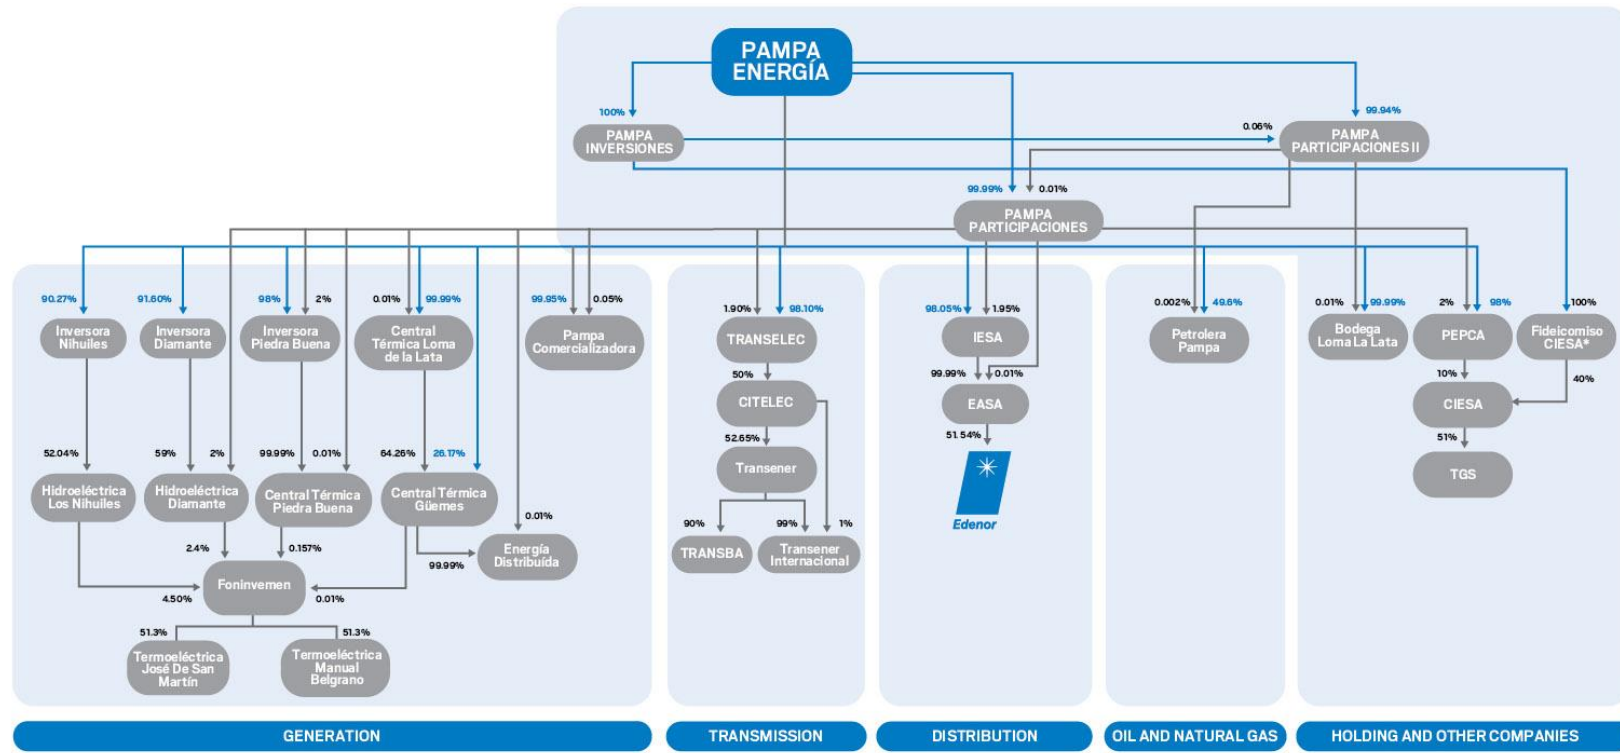 PAMPA
ENERGÍA
100%
99.94%
PAMPA
INVERSIONES
0.06%
PAMPA
PARTICIPACIONES II
99.99%
0.01%
PAMPA
PARTICIPACIONES
90.27%
91.60%
98%
2%
0.01%
99.99%
99.95%
0.05%
1.90%
98.10%
98.05%
1.95%
0.002%
49.6%
0.01%
99.99%
2%
98%
100%
Inversora
Nihuiles
Inversora
Diamante
Inversora
Piedra Buena
Central
Térmica Loma
de la Lata
Pampa
Comercializadora
TRANSELEC
IESA
Petrolera
Pampa
Bodega
Loma La Lata
PEPCA
Fideicomiso
CIESA*
50%
99.99%
0.01%
10%
40%
CITELEC
EASA
CIESA
52.04%
59%
2%
99.99%
0.01%
64.26%
26.17%
52.65%
51.54%
51%
Hidroeléctrica
Los Nihuiles
Hidroeléctrica
Diamante
Central Térmica
Piedra Buena
Central Térmica
Güemes
Transener
Edenor
TGS
0.01%
90%
99%
1%
2.4%
0.157%
99.99%
Energía
Distribuída
TRANSBA
Transener
Internacional
Foninvemen
4.50%
0.01%
51.3%
51.3%
Termoeléctrica
José De San
Martín
Termoeléctrica
Manual
Belgrano
GENERATION
TRANSMISSION
DISTRIBUTION
OIL AND NATURAL GAS
HOLDING AND OTHER COMPANIES